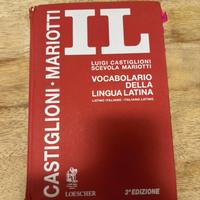 CASTIGLIONI · MARIOTTI
IL
LUIGI CASTIGLIONI
SCEVOLA MARIOTTI
VOCABOLARIO
DELLA
LINGUA LATINA
LATINO-ITALIANO · ITALIANO-LATINO
LOESCHER
3ª EDIZIONE